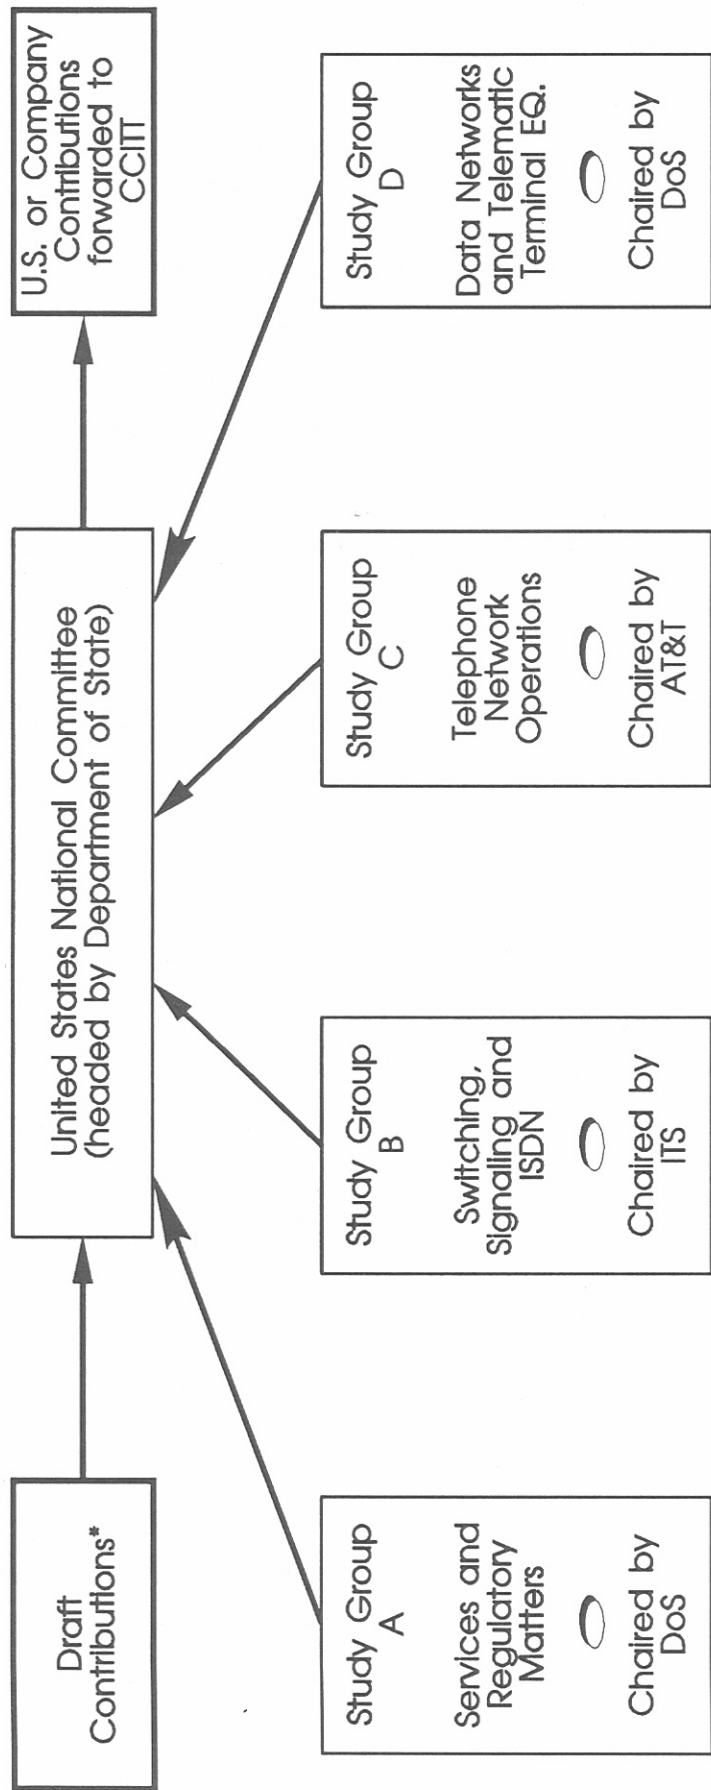 Draft
Contributions*
United States National Committee
(headed by Department of State)
U.S. or Company
Contributions
forwarded to
CCITT
Study Group
A
Services and
Regulatory
Matters
Chaired by
DoS
Study Group
B
Switching,
Signaling and
ISDN
Chaired by
ITS
Study Group
C
Telephone
Network
Operations
Chaired by
AT&T
Study Group
D
Data Networks
and Telematic
Terminal EQ.
Chaired by
DoS